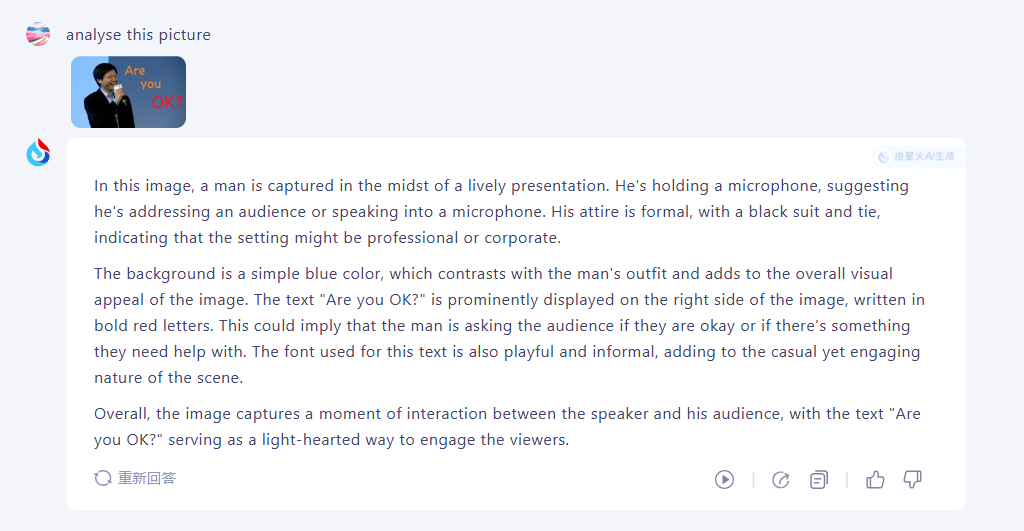 analyse this picture
Are
you
OK?
由星火AI生成
In this image, a man is captured in the midst of a lively presentation. He's holding a microphone, suggesting
he's addressing an audience or speaking into a microphone. His attire is formal, with a black suit and tie,
indicating that the setting might be professional or corporate.
The background is a simple blue color, which contrasts with the man's outfit and adds to the overall visual
appeal of the image. The text "Are you OK?" is prominently displayed on the right side of the image, written in
bold red letters. This could imply that the man is asking the audience if they are okay or if there's something
they need help with. The font used for this text is also playful and informal, adding to the casual yet engaging
nature of the scene.
Overall, the image captures a moment of interaction between the speaker and his audience, with the text "Are
you OK?" serving as a light-hearted way to engage the viewers.
重新回答